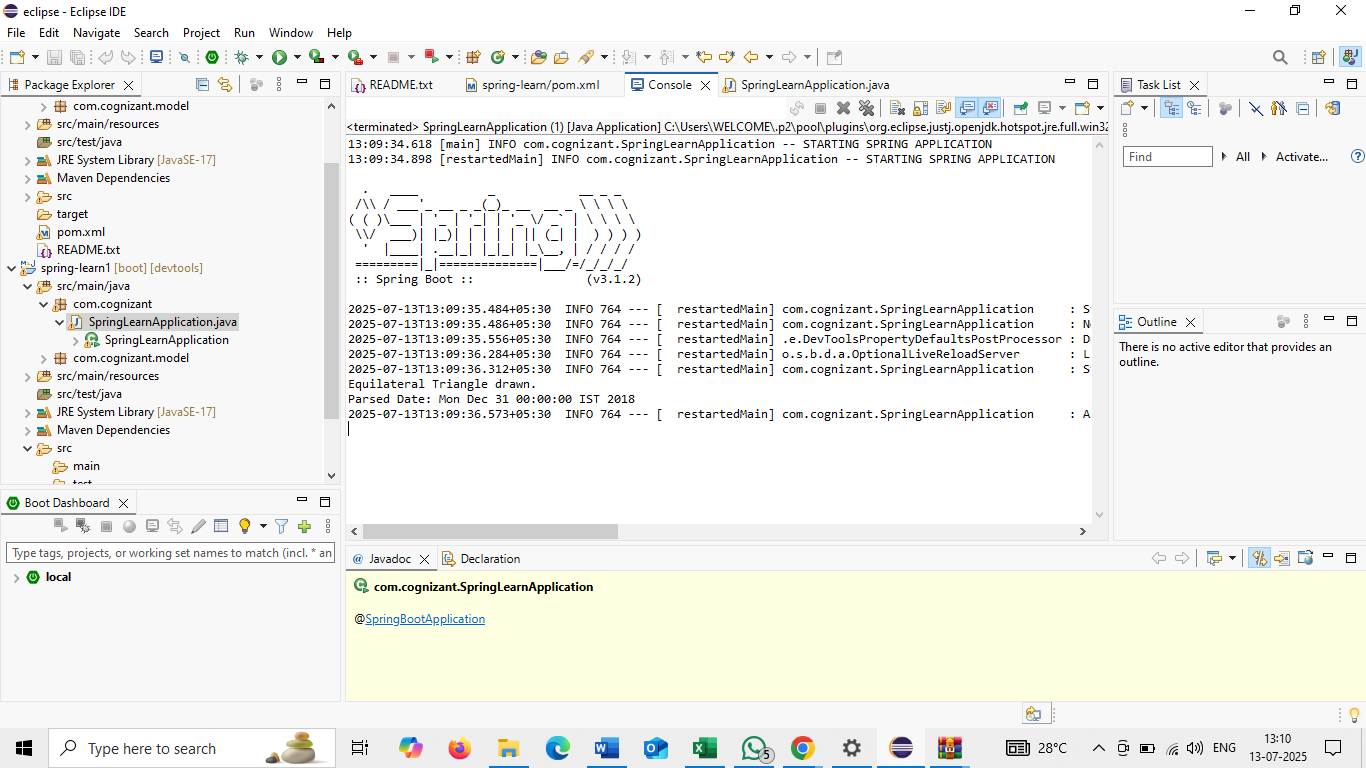 eclipse - Eclipse IDE
File Edit Navigate Search Project Run Window Help
Package Explorer
com.cognizant.model
src/main/resources
src/test/java
JRE System Library [JavaSE-17]
Maven Dependencies
src
target
pom.xml
README.txt
spring-learn1 [boot] [devtools]
src/main/java
com.cognizant
SpringLearnApplication.java
SpringLearnApplication
com.cognizant.model
src/main/resources
src/test/java
JRE System Library [JavaSE-17]
Maven Dependencies
src
main
test
Boot Dashboard
Type tags, projects, or working set names to match (incl. * an
local
README.txt spring-learn/pom.xml Console SpringLearnApplication.java
<terminated> SpringLearnApplication (1) [Java Application] C:\Users\WELCOME\.p2\pool\plugins\org.eclipse.justj.openjdk.hotspot.jre.full.win32
13:09:34.618 [main] INFO com.cognizant.SpringLearnApplication -- STARTING SPRING APPLICATION
13:09:34.898 [restartedMain] INFO com.cognizant.SpringLearnApplication -- STARTING SPRING APPLICATION
  .   ____          _            __ _ _
 /\\ / ___'_ __ _ _(_)_ __  __ _ \ \ \ \
( ( )\___ | '_ | '_| | '_ \/ _` | \ \ \ \
 \\/  ___)| |_)| | | | | || (_| |  ) ) ) )
  '  |____| .__|_| |_|_| |_\__, | / / / /
 =========|_|==============|___/=/_/_/_/
 :: Spring Boot ::                (v3.1.2)
2025-07-13T13:09:35.484+05:30  INFO 764 --- [  restartedMain] com.cognizant.SpringLearnApplication     : S
2025-07-13T13:09:35.486+05:30  INFO 764 --- [  restartedMain] com.cognizant.SpringLearnApplication     : N
2025-07-13T13:09:35.556+05:30  INFO 764 --- [  restartedMain] .e.DevToolsPropertyDefaultsPostProcessor : D
2025-07-13T13:09:36.284+05:30  INFO 764 --- [  restartedMain] o.s.b.d.a.OptionalLiveReloadServer       : L
2025-07-13T13:09:36.312+05:30  INFO 764 --- [  restartedMain] com.cognizant.SpringLearnApplication     : S
Equilateral Triangle drawn.
Parsed Date: Mon Dec 31 00:00:00 IST 2018
2025-07-13T13:09:36.573+05:30  INFO 764 --- [  restartedMain] com.cognizant.SpringLearnApplication     : A
@ Javadoc Declaration
com.cognizant.SpringLearnApplication
@SpringBootApplication
Task List
Find All Activate...
Outline
There is no active editor that provides an
outline.
Type here to search
5
28°C ENG
13:10
13-07-2025